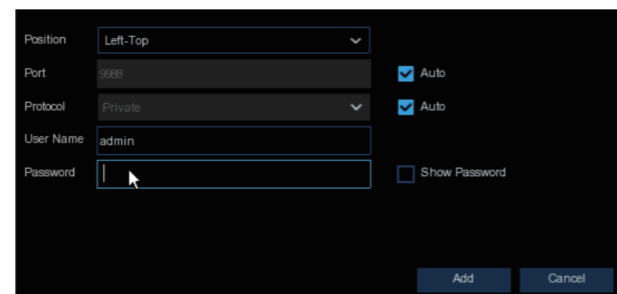 Position Left-Top
Port 9988 Auto
Protocol Private Auto
User Name admin
Password Show Password
Add Cancel